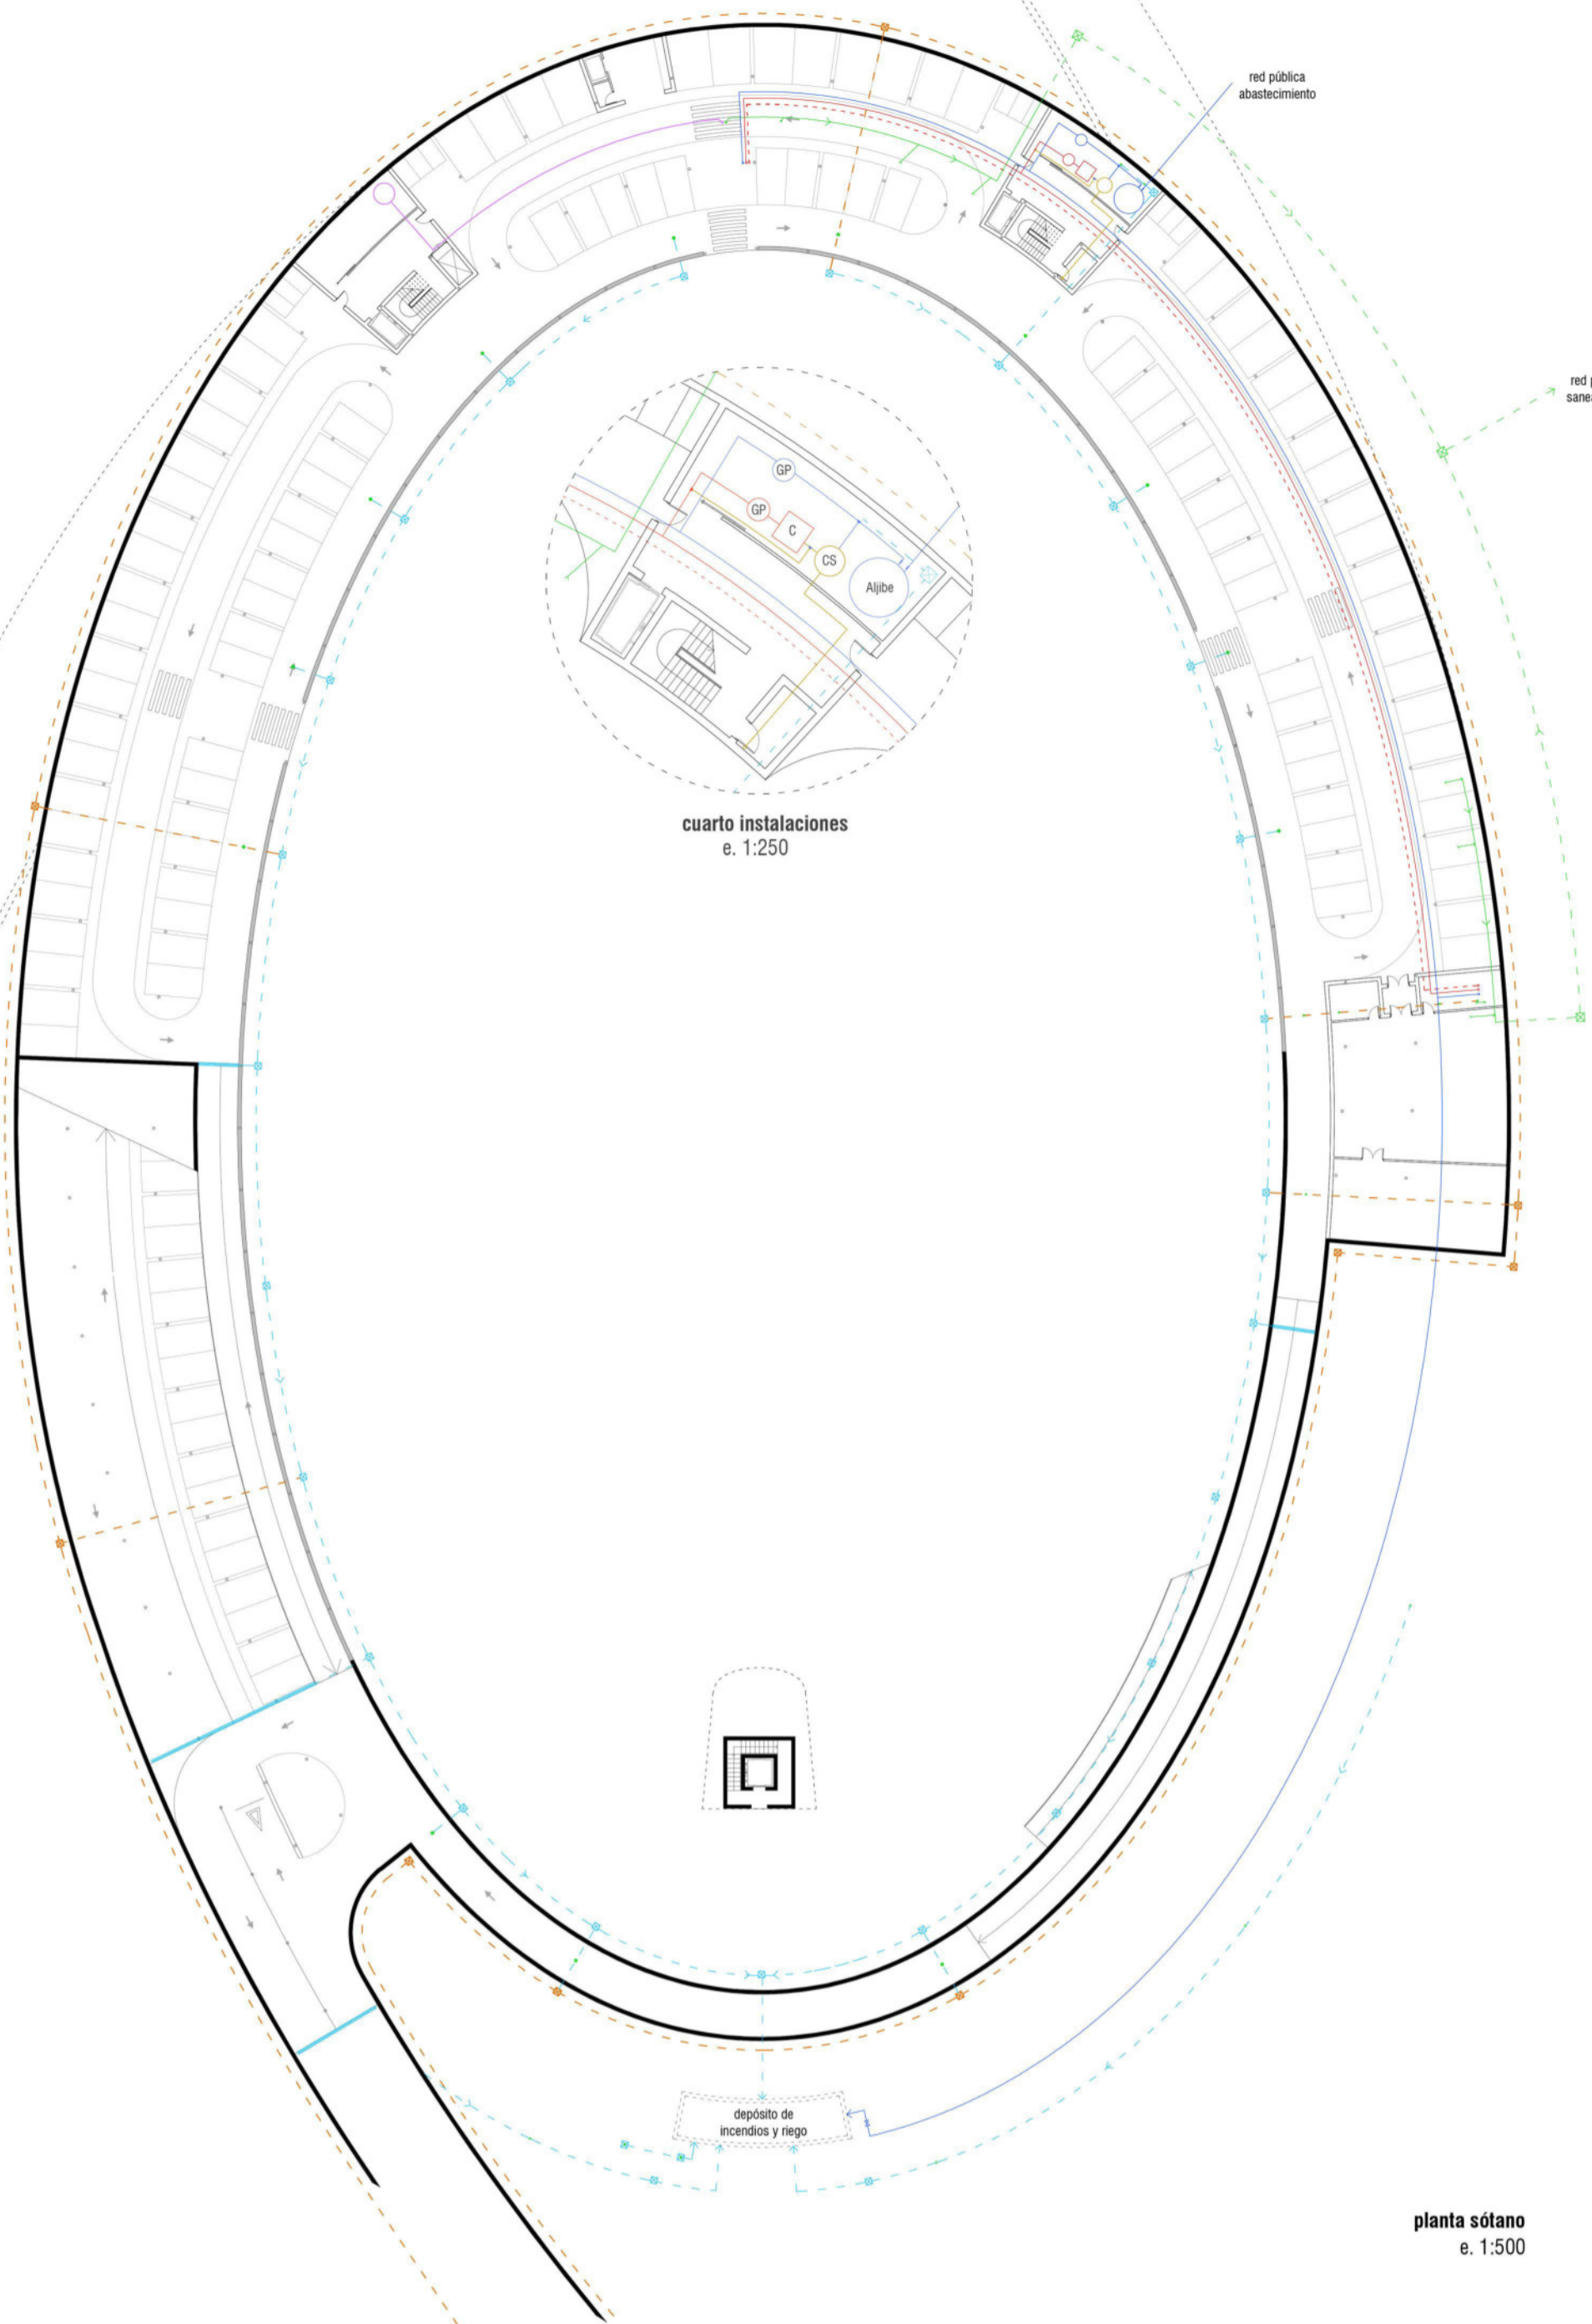 red pública
abastecimiento
red
GP
GP
C
CS
Aljibe
cuarto instalaciones
e. 1:250
depósito de
incendios y riego
planta sótano
e. 1:500